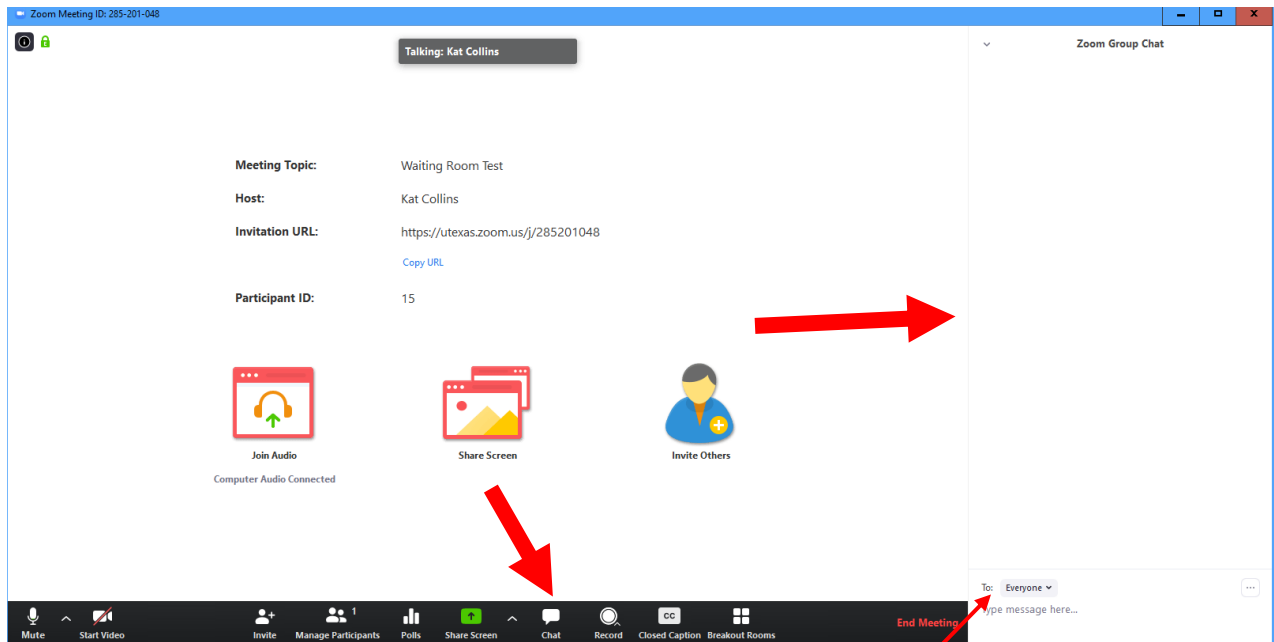 Zoom Meeting ID: 285-201-048
Talking: Kat Collins
Zoom Group Chat
Meeting Topic: Waiting Room Test
Host: Kat Collins
Invitation URL: https://utexas.zoom.us/j/285201048
Copy URL
Participant ID: 15
Join Audio
Computer Audio Connected
Share Screen
Invite Others
To: Everyone
Type message here...
Mute
Start Video
Invite
Manage Participants 1
Polls
Share Screen
Chat
Record
CC
Closed Caption
Breakout Rooms
End Meeting